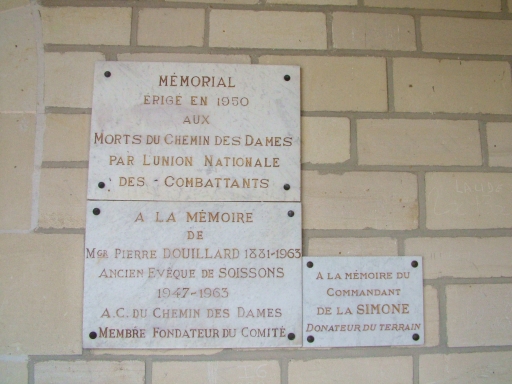 MÉMORIAL
ERIGÉ EN 1950
AUX
MORTS DU CHEMIN DES DAMES
PAR L'UNION NATIONALE
DES - COMBATTANTS
A LA MÉMOIRE
DE
MGR PIERRE DOUILLARD 1881-1963
ANCIEN EVÊQUE DE SOISSONS
1947-1963
A.C. DU CHEMIN DES DAMES
MEMBRE FONDATEUR DU COMITÉ
A LA MÉMOIRE DU
COMMANDANT
DE LA SIMONE
DONATEUR DU TERRAIN